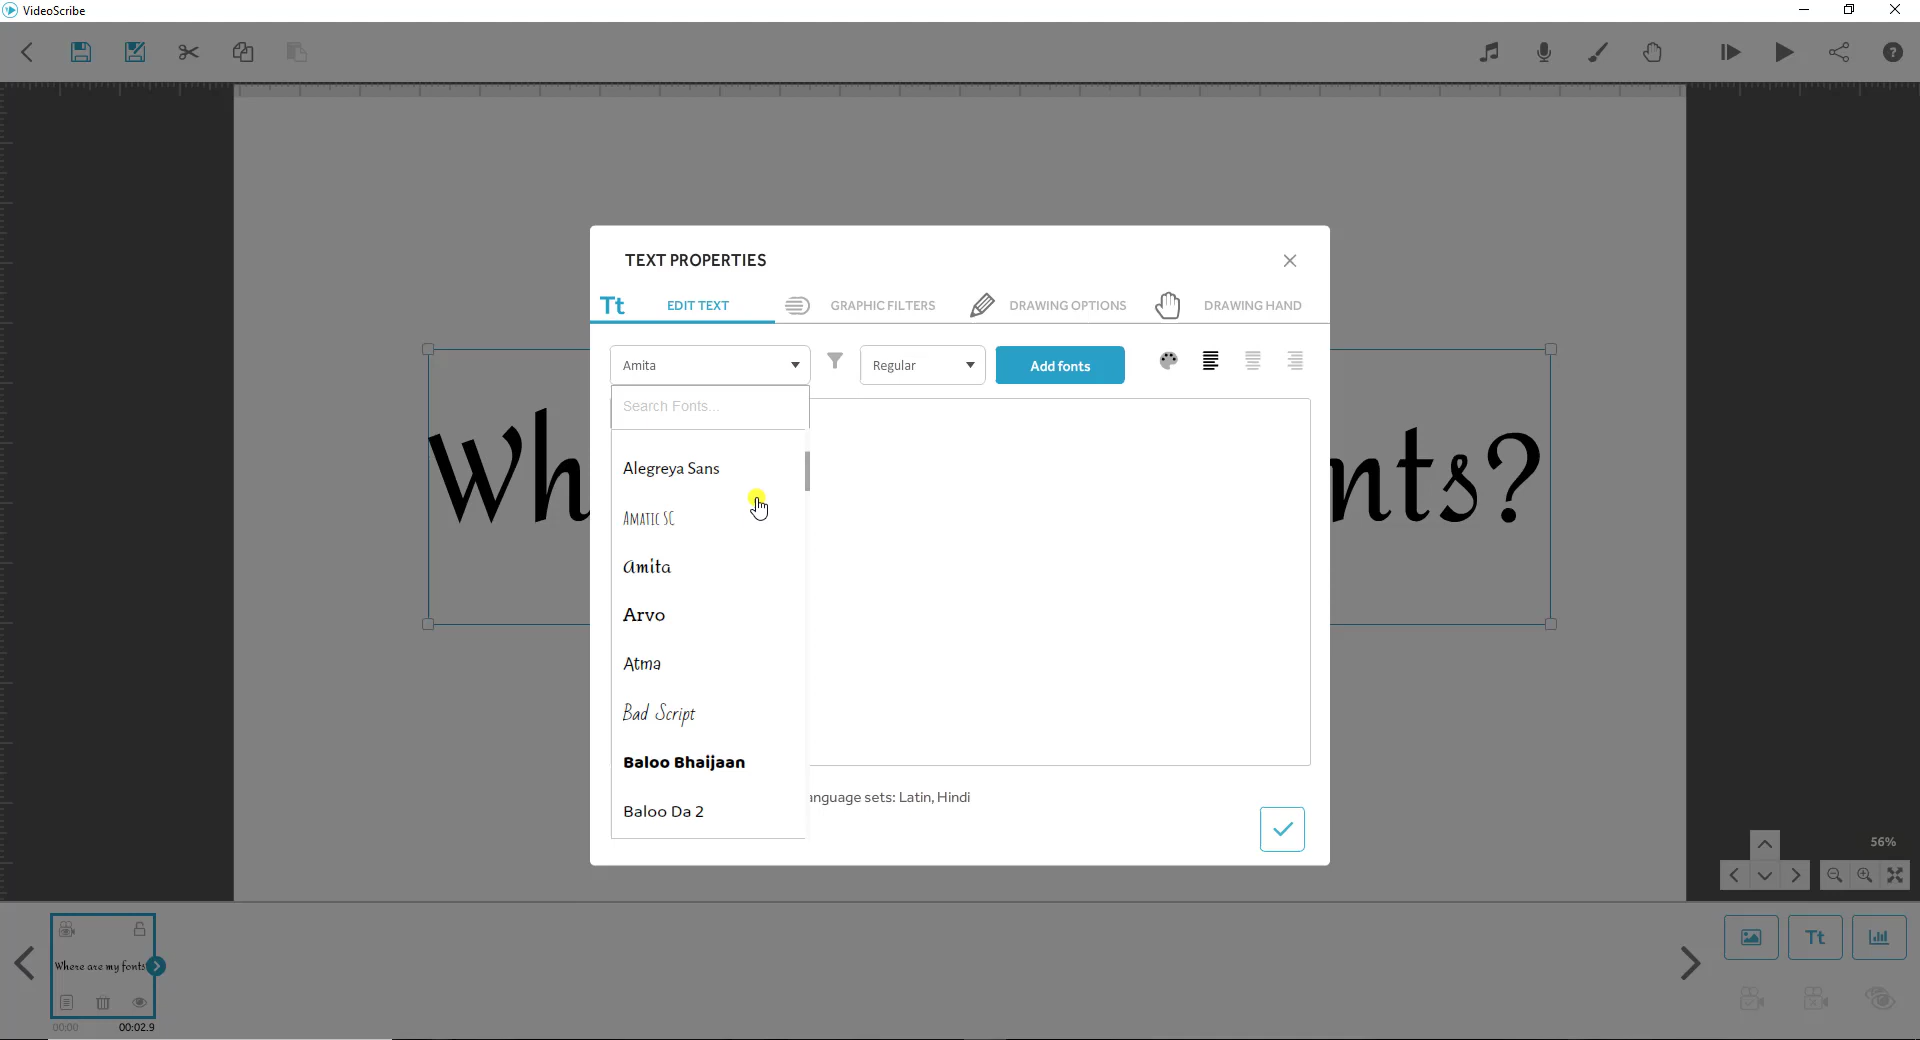 VideoScribe
TEXT PROPERTIES
Tt EDIT TEXT GRAPHIC FILTERS DRAWING OPTIONS DRAWING HAND
Amita Regular Add fonts
Search Fonts...
Alegreya Sans
Amatic SC
Amita
Arvo
Atma
Bad Script
Baloo Bhaijaan
Baloo Da 2
Wh nts?
anguage sets: Latin, Hindi
56%
Where are my fonts
Tt
00:00 00:02.9